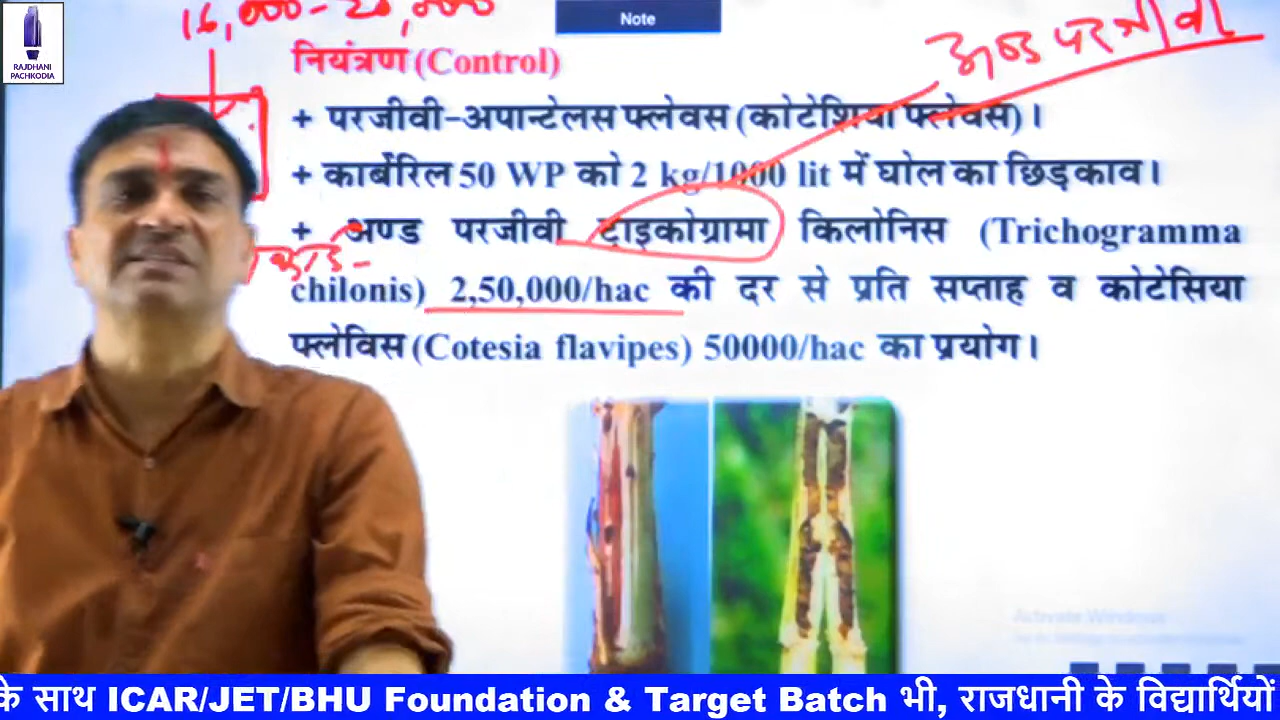 16,000-20,000
Note
अण्ड परजीवी
RAJDHANI
PACHKODIA
नियंत्रण (Control)
+ परजीवी-अपान्टेलस फ्लेवस (कोटेशिया फ्लेवस)।
+ कार्बेरिल 50 WP को 2 kg/1000 lit में घोल का छिड़काव।
+ अण्ड परजीवी टाइकोग्रामा किलोनिस (Trichogramma
कार्ड-
chilonis) 2,50,000/hac की दर से प्रति सप्ताह व कोटेसिया
फ्लेविस (Cotesia flavipes) 50000/hac का प्रयोग।
Activate Windows
के साथ ICAR/JET/BHU Foundation & Target Batch भी, राजधानी के विद्यार्थियों